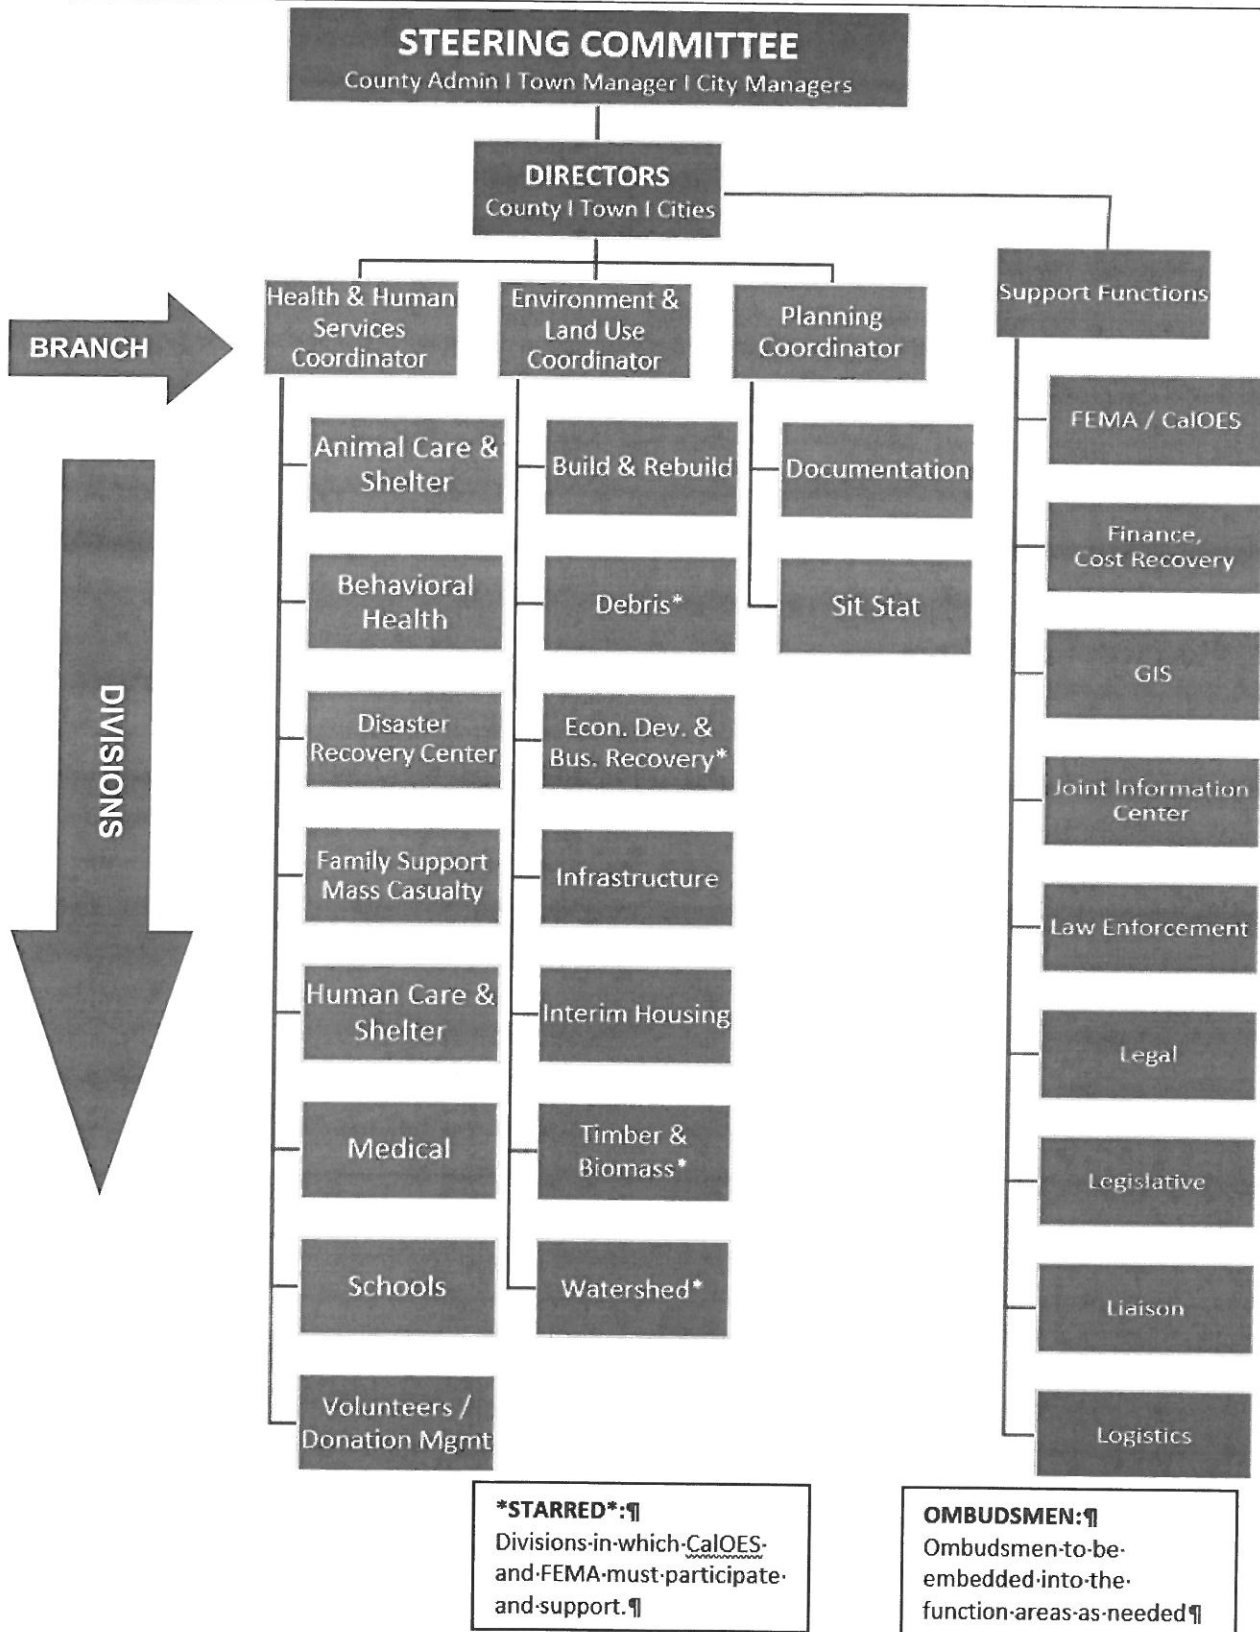 STEERING COMMITTEE
County Admin I Town Manager I City Managers
DIRECTORS
County I Town I Cities
BRANCH
DIVISIONS
Health & Human
Services
Coordinator
Animal Care &
Shelter
Behavioral
Health
Disaster
Recovery Center
Family Support
Mass Casualty
Human Care &
Shelter
Medical
Schools
Volunteers /
Donation Mgmt
Environment &
Land Use
Coordinator
Build & Rebuild
Debris*
Econ. Dev. &
Bus. Recovery*
Infrastructure
Interim Housing
Timber &
Biomass*
Watershed*
Planning
Coordinator
Documentation
Sit Stat
Support Functions
FEMA / CalOES
Finance,
Cost Recovery
GIS
Joint Information
Center
Law Enforcement
Legal
Legislative
Liaison
Logistics
*STARRED*:¶
Divisions·in·which·CalOES·
and·FEMA·must·participate·
and·support.¶
OMBUDSMEN:¶
Ombudsmen·to·be·
embedded·into·the·
function·areas·as·needed¶